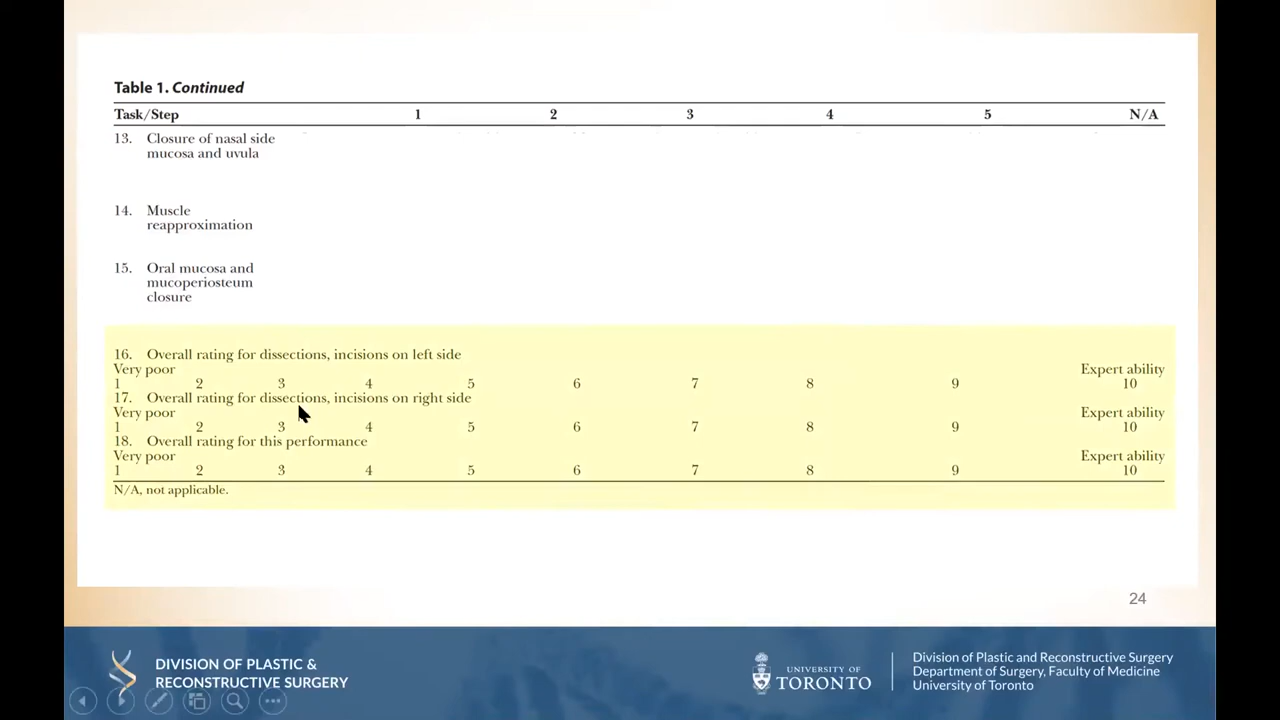 Table 1. Continued
Task/Step 1 2 3 4 5 N/A
13. Closure of nasal side
mucosa and uvula
14. Muscle
reapproximation
15. Oral mucosa and
mucoperiosteum
closure
16. Overall rating for dissections, incisions on left side
Very poor Expert ability
1 2 3 4 5 6 7 8 9 10
17. Overall rating for dissections, incisions on right side
Very poor Expert ability
1 2 3 4 5 6 7 8 9 10
18. Overall rating for this performance
Very poor Expert ability
1 2 3 4 5 6 7 8 9 10
N/A, not applicable.
24
DIVISION OF PLASTIC &
RECONSTRUCTIVE SURGERY
UNIVERSITY OF
TORONTO
Division of Plastic and Reconstructive Surgery
Department of Surgery, Faculty of Medicine
University of Toronto